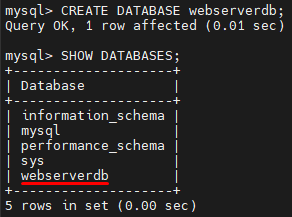 mysql> CREATE DATABASE webserverdb;
Query OK, 1 row affected (0.01 sec)
mysql> SHOW DATABASES;
+--------------------+
| Database           |
+--------------------+
| information_schema |
| mysql              |
| performance_schema |
| sys                |
| webserverdb        |
+--------------------+
5 rows in set (0.00 sec)